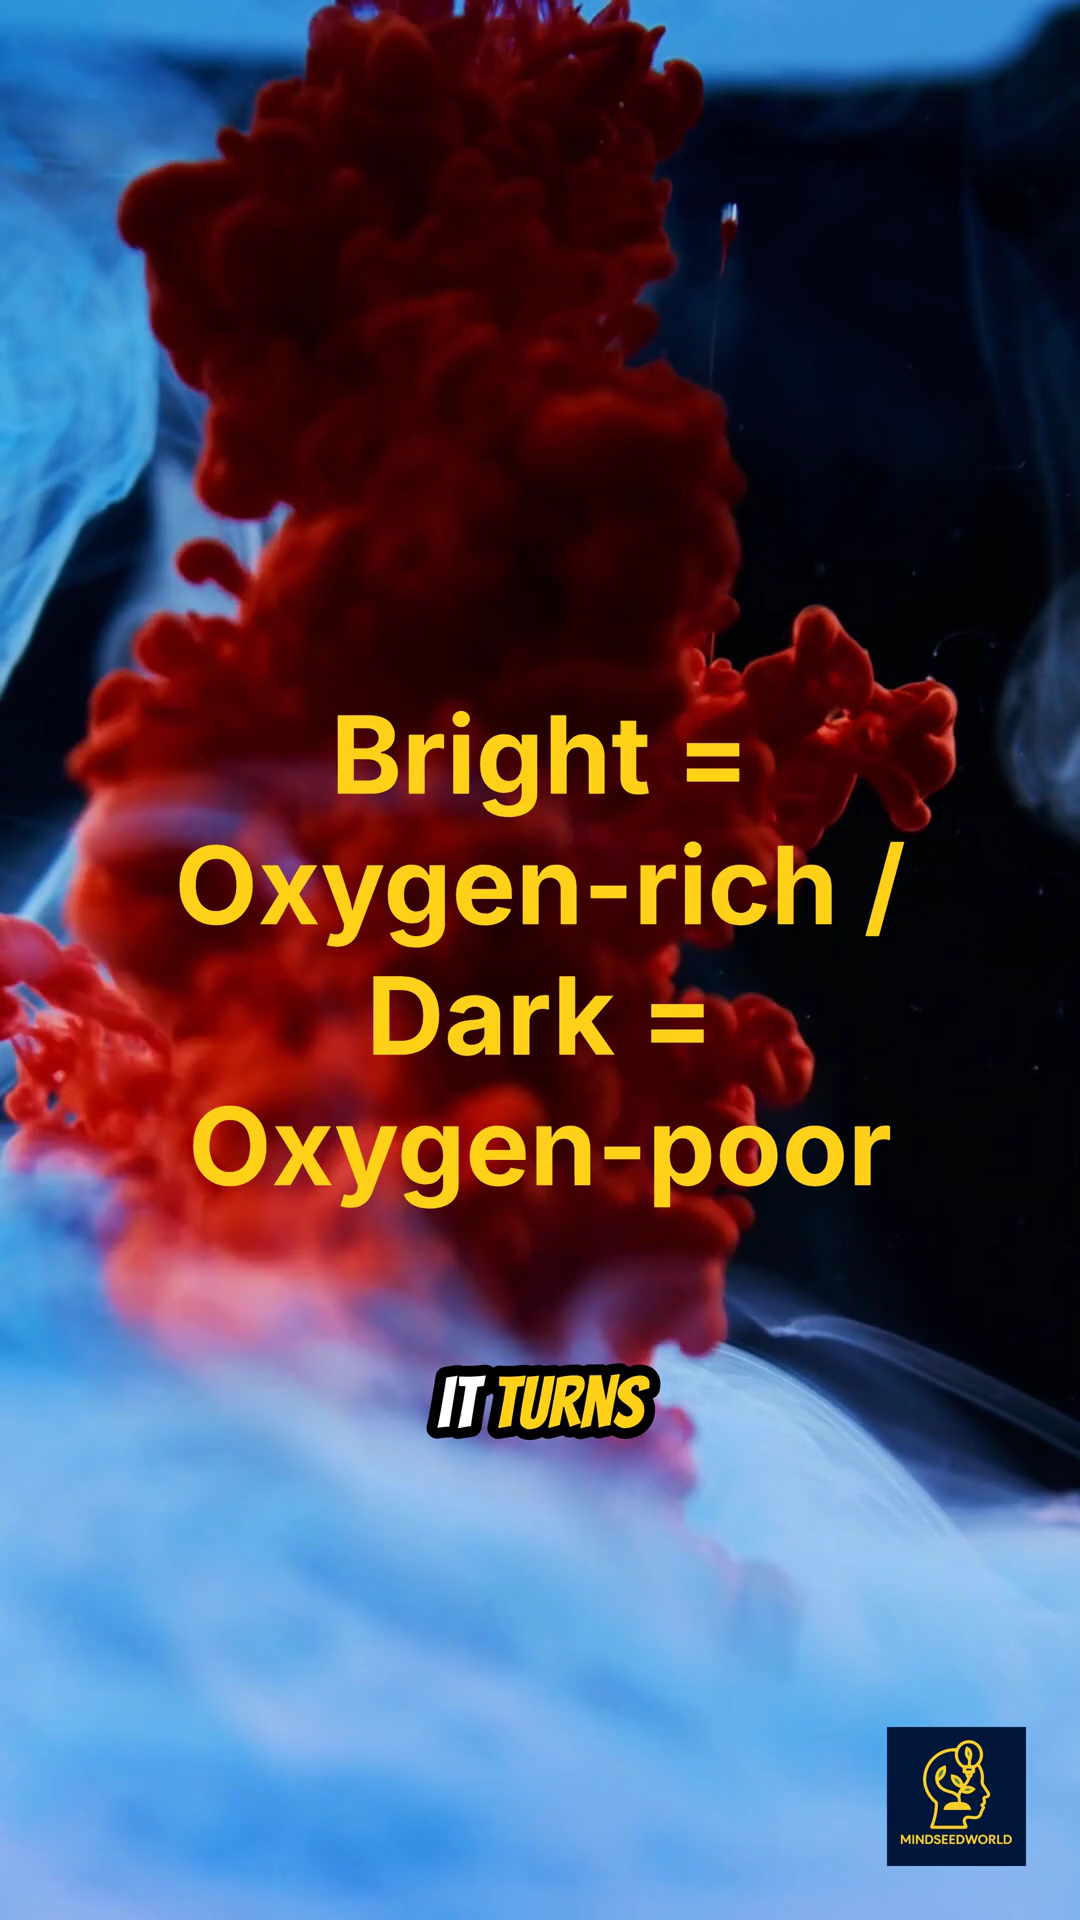 Bright =
Oxygen-rich /
Dark =
Oxygen-poor
IT TURNS
MINDSEEDWORLD